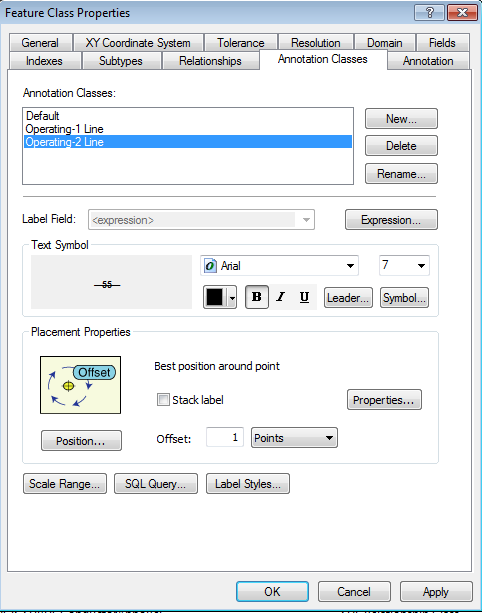 Feature Class Properties
General XY Coordinate System Tolerance Resolution Domain Fields
Indexes Subtypes Relationships Annotation Classes Annotation
Annotation Classes:
Default
Operating-1 Line
Operating-2 Line
New...
Delete
Rename...
Label Field: <expression> Expression...
Text Symbol
55 Arial 7
B I U Leader... Symbol...
Placement Properties
Offset
Best position around point
Stack label Properties...
Position... Offset: 1 Points
Scale Range... SQL Query... Label Styles...
OK Cancel Apply